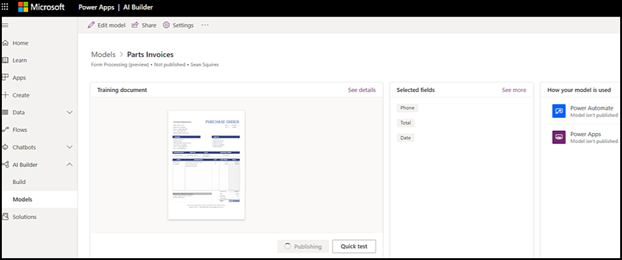 Microsoft Power Apps | AI Builder
Edit model Share Settings ...
Home
Learn
Apps
Create
Data
Flows
Chatbots
AI Builder
Build
Models
Solutions
Models > Parts Invoices
Form Processing (preview) • Not published • Sean Squires
Training document See details
PURCHASE ORDER
Publishing Quick test
Selected fields See more
Phone
Total
Date
How your model is used
Power Automate
Model isn't published
Power Apps
Model isn't published